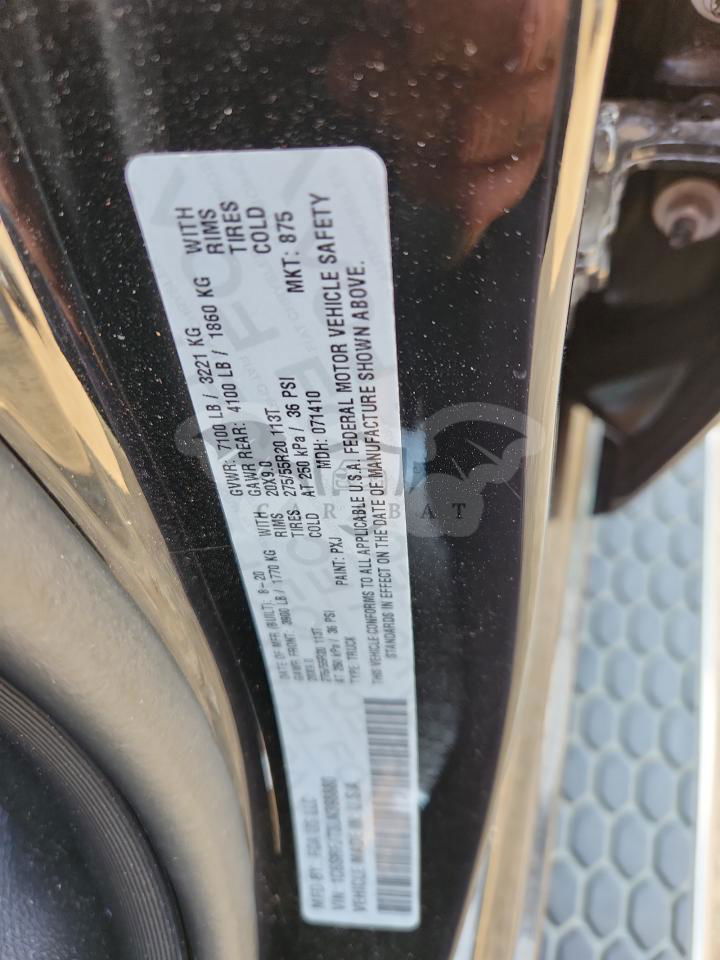 MFD BY: FCA US LLC
DATE OF MFR (BUILT): 8-20
GVWR: 7100 LB / 3221 KG
GAWR FRONT: 3900 LB / 1770 KG WITH
GAWR REAR: 4100 LB / 1860 KG WITH
20X9.0 RIMS
20X9.0 RIMS
275/55R20 113T TIRES
275/55R20 113T TIRES
AT 250 kPa / 36 PSI COLD
AT 250 kPa / 36 PSI COLD
TYPE: TRUCK
PAINT: PXJ
MDH: 071410
MKT: 875
VIN:
VEHICLE MADE IN U.S.A.
THIS VEHICLE CONFORMS TO ALL APPLICABLE U.S.A. FEDERAL MOTOR VEHICLE SAFETY
STANDARDS IN EFFECT ON THE DATE OF MANUFACTURE SHOWN ABOVE.